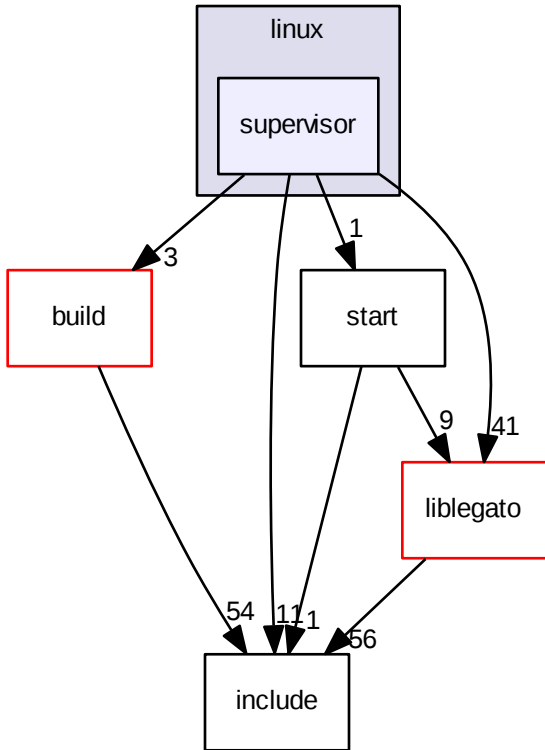 linux
supervisor
1
3
build
start
9
41
liblegato
54
11
1
56
include